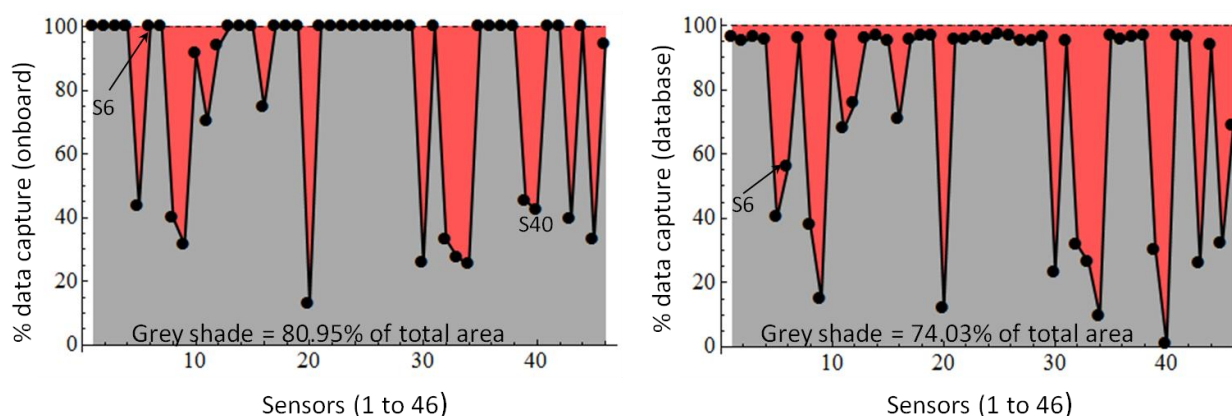 % data capture (onboard)
100
80
60
40
20
0
S6
S40
Grey shade = 80.95% of total area
10
20
30
40
Sensors (1 to 46)
% data capture (database)
100
80
60
40
20
0
S6
Grey shade = 74.03% of total area
10
20
30
40
Sensors (1 to 46)